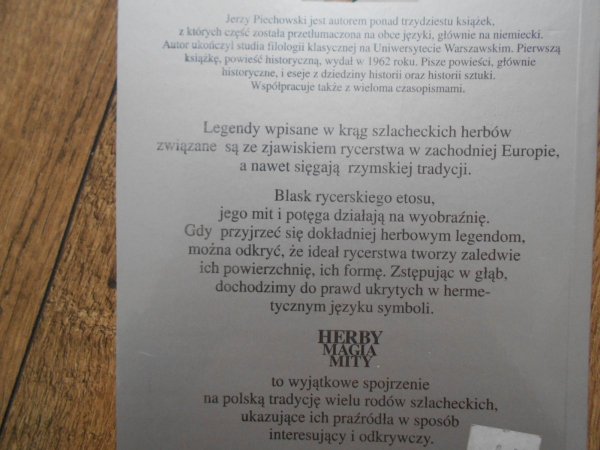 Jerzy Piechowski jest autorem ponad trzydziestu książek,
z których część została przetłumaczona na obce języki, głównie na niemiecki.
Autor ukończył studia filologii klasycznej na Uniwersytecie Warszawskim. Pierwszą
książkę, powieść historyczną, wydał w 1962 roku. Pisze powieści, głównie
historyczne, i eseje z dziedziny historii oraz historii sztuki.
Współpracuje także z wieloma czasopismami.
Legendy wpisane w krąg szlacheckich herbów
związane są ze zjawiskiem rycerstwa w zachodniej Europie,
a nawet sięgają rzymskiej tradycji.
Blask rycerskiego etosu,
jego mit i potęga działają na wyobraźnię.
Gdy przyjrzeć się dokładniej herbowym legendom,
można odkryć, że ideał rycerstwa tworzy zaledwie
ich powierzchnię, ich formę. Zstępując w głąb,
dochodzimy do prawd ukrytych w herme-
tycznym języku symboli.
HERBY
MAGIA
MITY
to wyjątkowe spojrzenie
na polską tradycję wielu rodów szlacheckich,
ukazujące ich praźródła w sposób
interesujący i odkrywczy.